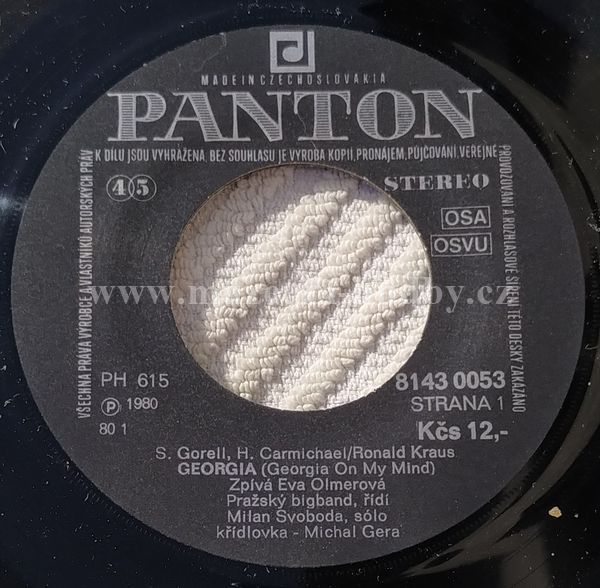 MADE IN CZECHOSLOVAKIA
PANTON
VŠECHNA PRÁVA VÝROBCE A VLASTNÍKŮ AUTORSKÝCH PRÁV K DÍLU JSOU VYHRAŽENA. BEZ SOUHLASU JE VÝROBA KOPIÍ, PRONÁJEM, PŮJČOVÁNÍ, VEŘEJNÉ PROVOZOVÁNÍ A ROZHLASOVÉ ŠÍŘENÍ TÉTO DESKY ZAKÁZÁNO
45
STEREO
OSA
OSVU
PH 615
8143 0053
Ⓟ 1980
STRANA 1
80 1
Kčs 12,-
S. Gorell, H. Carmichael/Ronald Kraus
GEORGIA (Georgia On My Mind)
Zpívá Eva Olmerová
Pražský bigband, řídí
Milan Svoboda, sólo
křídlovka - Michal Gera